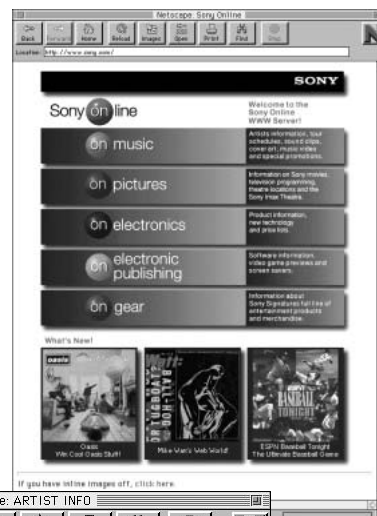 Netscape: Sony Online
Back Forward Home Reload Images Open Print Find Stop
Location: http://www.sony.com/
N
SONY
Sony on line
Welcome to the
Sony Online
WWW Server!
on music
Artists information, tour
schedules, sound clips,
cover art, music video
and special promotions.
on pictures
Information on Sony movies,
television programming,
theatre locations and the
Sony Imax Theatre.
on electronics
Product information,
new technology
and price lists.
on electronic
publishing
Software information,
video game previews and
screen savers.
on gear
Information about
Sony Signatures full line of
entertainment products
and merchandise.
What's New!
oasis
Oasis
Win Cool Oasis Stuff!
Mike Watt's Web World!
ESPN
BASEBALL
TONIGHT
ESPN Baseball Tonight
The Ultimate Baseball Game
If you have inline images off, click here.
e: ARTIST INFO